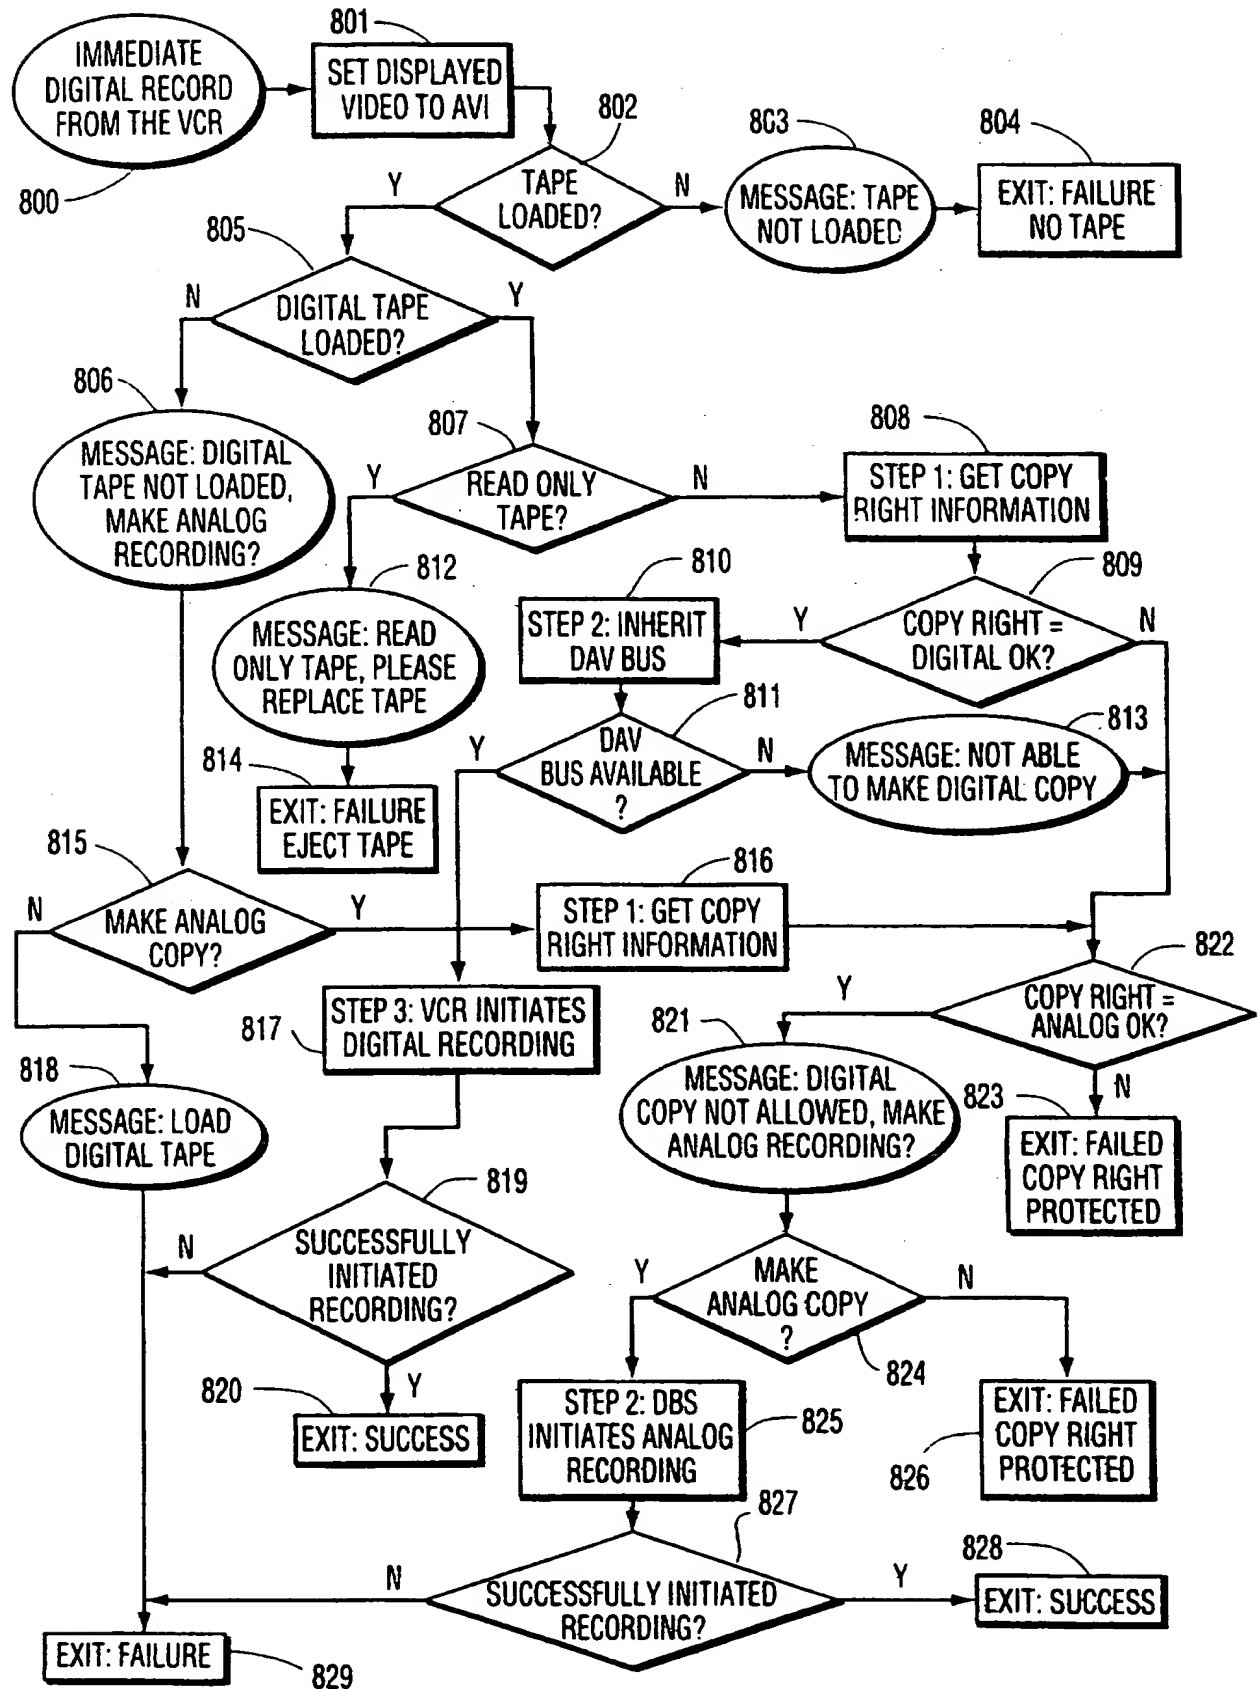 IMMEDIATE
DIGITAL RECORD
FROM THE VCR
800
801
SET DISPLAYED
VIDEO TO AVI
802
TAPE
LOADED?
Y
N
803
MESSAGE: TAPE
NOT LOADED
804
EXIT: FAILURE
NO TAPE
805
DIGITAL TAPE
LOADED?
N
Y
806
MESSAGE: DIGITAL
TAPE NOT LOADED,
MAKE ANALOG
RECORDING?
807
READ ONLY
TAPE?
Y
N
808
STEP 1: GET COPY
RIGHT INFORMATION
809
COPY RIGHT =
DIGITAL OK?
Y
N
810
STEP 2: INHERIT
DAV BUS
812
MESSAGE: READ
ONLY TAPE, PLEASE
REPLACE TAPE
811
DAV
BUS AVAILABLE
?
Y
N
813
MESSAGE: NOT ABLE
TO MAKE DIGITAL COPY
814
EXIT: FAILURE
EJECT TAPE
815
MAKE ANALOG
COPY?
N
Y
816
STEP 1: GET COPY
RIGHT INFORMATION
822
COPY RIGHT =
ANALOG OK?
Y
N
817
STEP 3: VCR INITIATES
DIGITAL RECORDING
821
MESSAGE: DIGITAL
COPY NOT ALLOWED, MAKE
ANALOG RECORDING?
823
EXIT: FAILED
COPY RIGHT
PROTECTED
818
MESSAGE: LOAD
DIGITAL TAPE
819
SUCCESSFULLY
INITIATED
RECORDING?
N
Y
820
EXIT: SUCCESS
MAKE
ANALOG COPY
?
824
Y
N
STEP 2: DBS
INITIATES ANALOG
RECORDING
825
EXIT: FAILED
COPY RIGHT
PROTECTED
826
827
SUCCESSFULLY INITIATED
RECORDING?
N
Y
828
EXIT: SUCCESS
EXIT: FAILURE
829